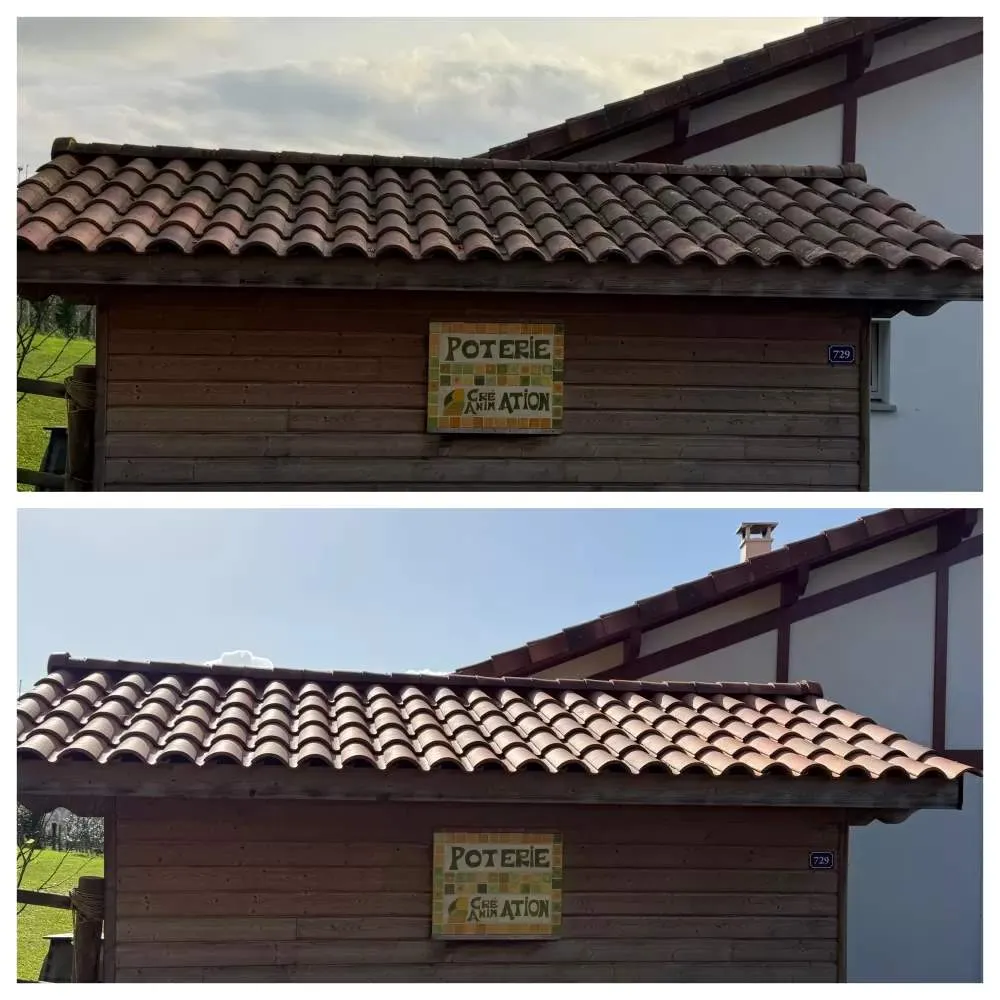 POTERIE
729
CRÉ
ANIM ATION
POTERIE
729
CRÉ
ANIM ATION